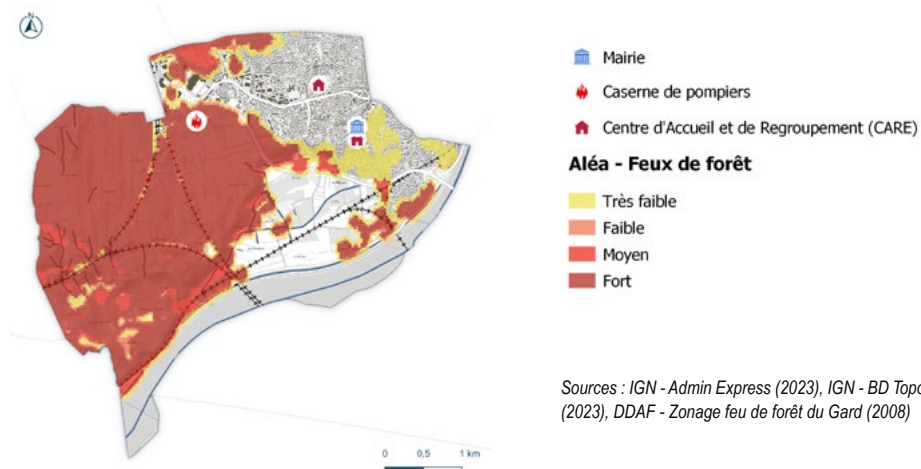 Mairie
Caserne de pompiers
Centre d'Accueil et de Regroupement (CARE)
Aléa - Feux de forêt
Très faible
Faible
Moyen
Fort
Sources : IGN - Admin Express (2023), IGN - BD Topo
(2023), DDAF - Zonage feu de forêt du Gard (2008)
0 0,5 1 km